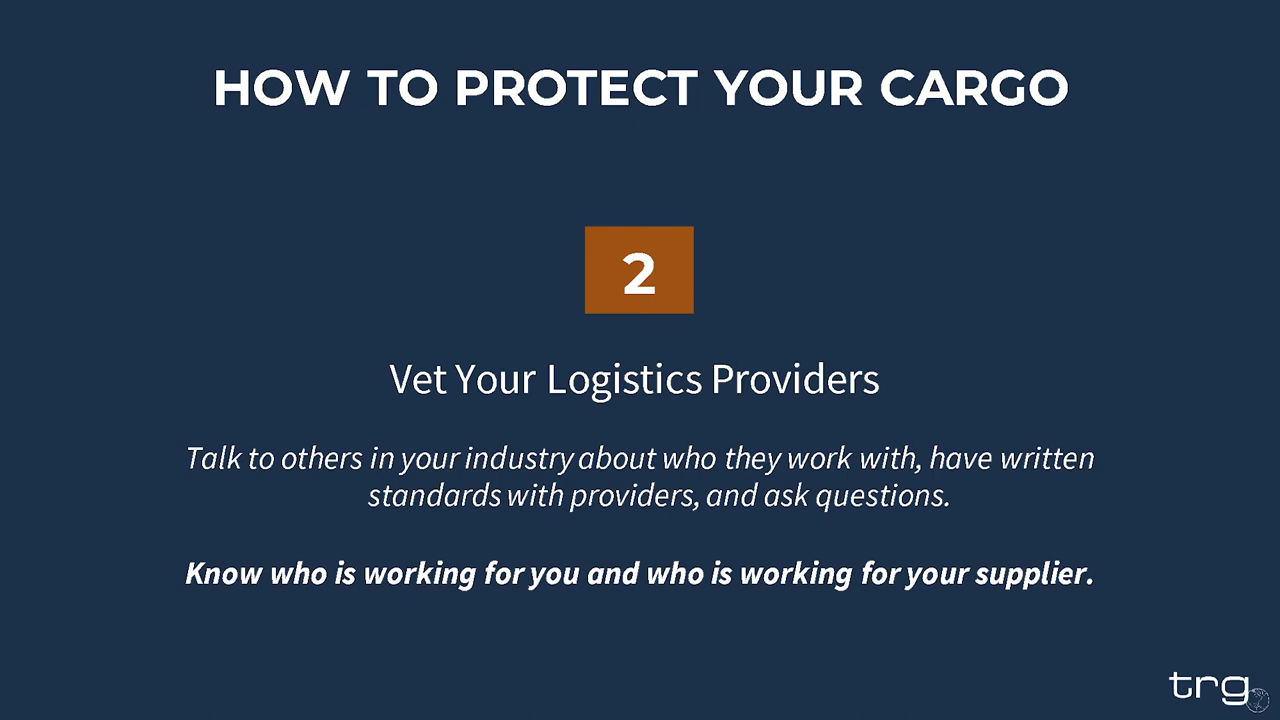 HOW TO PROTECT YOUR CARGO
2
Vet Your Logistics Providers
Talk to others in your industry about who they work with, have written
standards with providers, and ask questions.
Know who is working for you and who is working for your supplier.
trg